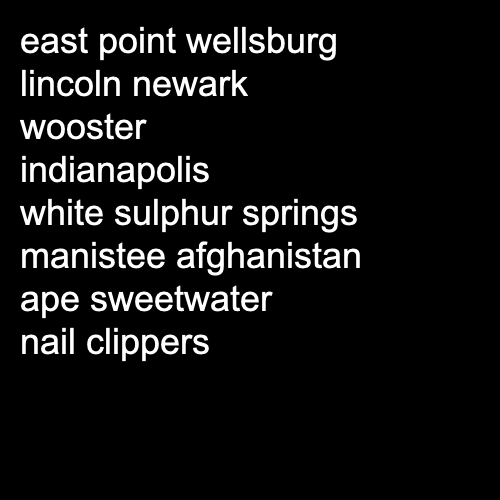 east point wellsburg
lincoln newark
wooster
indianapolis
white sulphur springs
manistee afghanistan
ape sweetwater
nail clippers